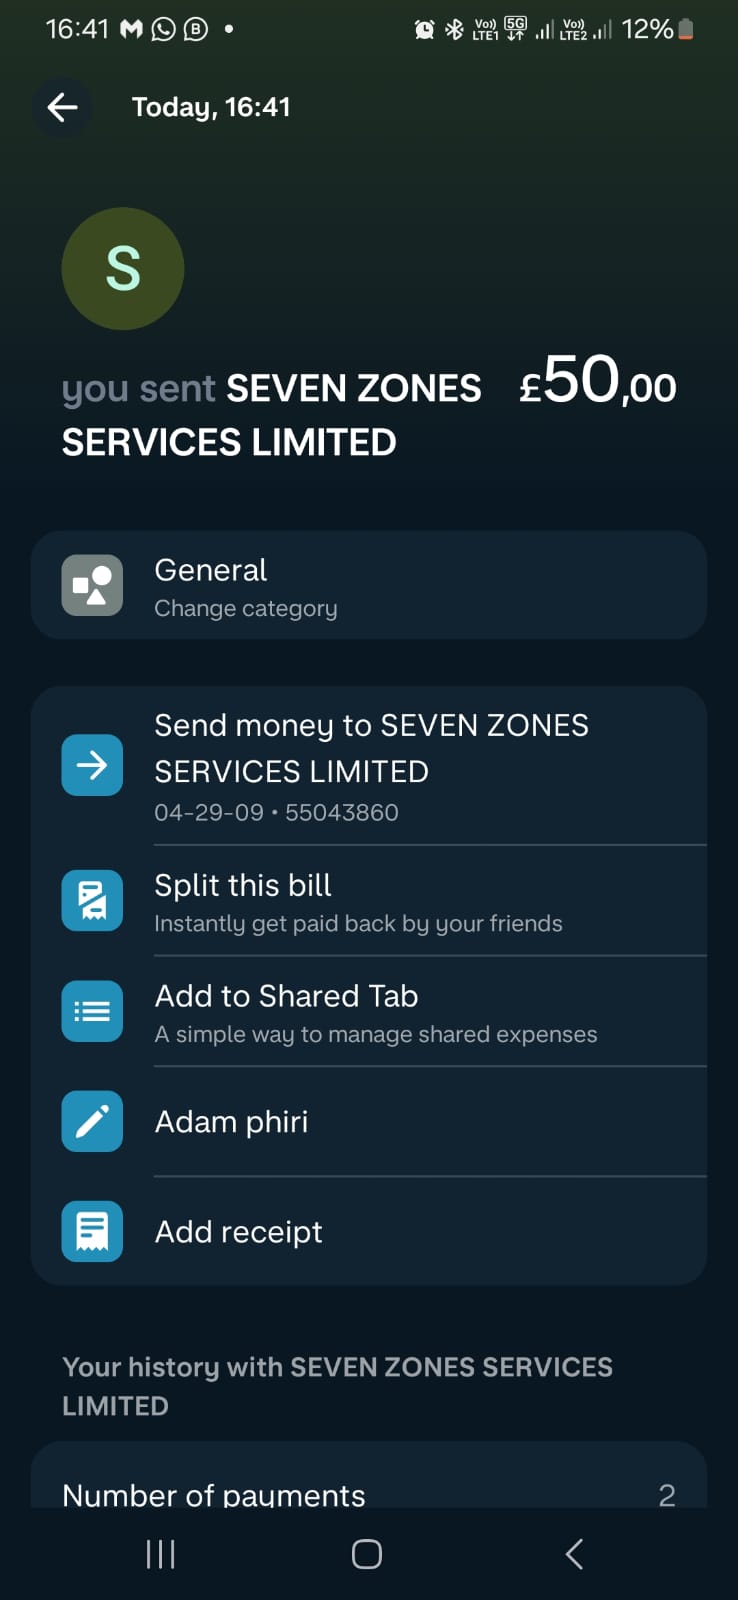 16:41
Vo)) LTE1 5G Vo)) LTE2 12%
Today, 16:41
S
you sent SEVEN ZONES £50,00
SERVICES LIMITED
General
Change category
Send money to SEVEN ZONES
SERVICES LIMITED
04-29-09 • 55043860
Split this bill
Instantly get paid back by your friends
Add to Shared Tab
A simple way to manage shared expenses
Adam phiri
Add receipt
Your history with SEVEN ZONES SERVICES
LIMITED
Number of payments 2